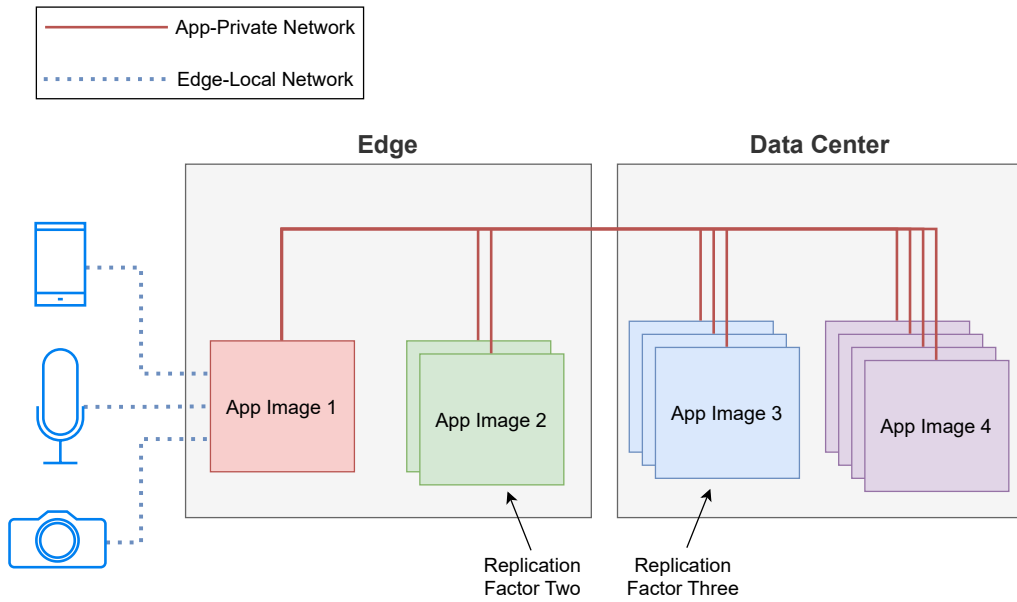 App-Private Network
Edge-Local Network
Edge
Data Center
App Image 1
App Image 2
App Image 3
App Image 4
Replication
Factor Two
Replication
Factor Three